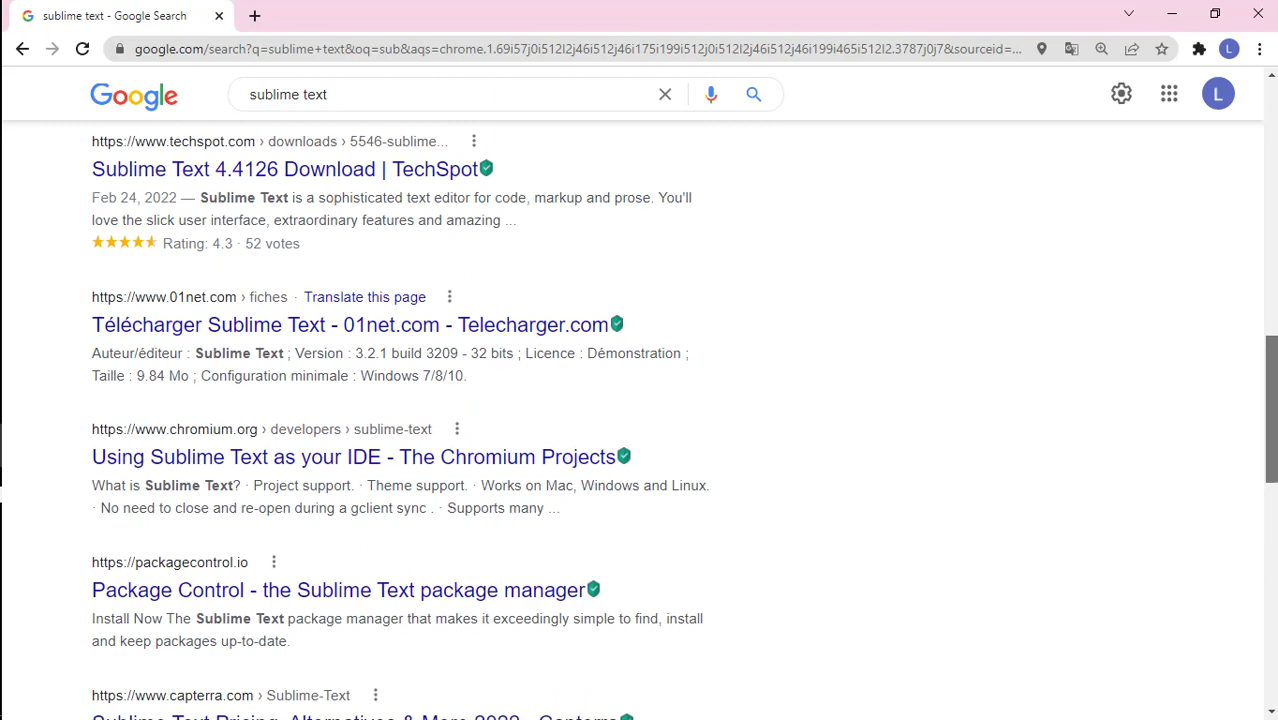 sublime text - Google Search
google.com/search?q=sublime+text&oq=sub&aqs=chrome.1.69i57j0i512l2j46i512j46i175i199i512j0i512l2j46i512j46i199i465i512l2.3787j0j7&sourceid=...
L
Google
sublime text
L
https://www.techspot.com › downloads › 5546-sublime...
Sublime Text 4.4126 Download | TechSpot
Feb 24, 2022 — Sublime Text is a sophisticated text editor for code, markup and prose. You'll
love the slick user interface, extraordinary features and amazing ...
Rating: 4.3 · 52 votes
https://www.01net.com › fiches · Translate this page
Télécharger Sublime Text - 01net.com - Telecharger.com
Auteur/éditeur : Sublime Text ; Version : 3.2.1 build 3209 - 32 bits ; Licence : Démonstration ;
Taille : 9.84 Mo ; Configuration minimale : Windows 7/8/10.
https://www.chromium.org › developers › sublime-text
Using Sublime Text as your IDE - The Chromium Projects
What is Sublime Text? · Project support. · Theme support. · Works on Mac, Windows and Linux.
· No need to close and re-open during a gclient sync . · Supports many ...
https://packagecontrol.io
Package Control - the Sublime Text package manager
Install Now The Sublime Text package manager that makes it exceedingly simple to find, install
and keep packages up-to-date.
https://www.capterra.com › Sublime-Text
Sublime Text Pricing, Alternatives & More 2022 - Capterra